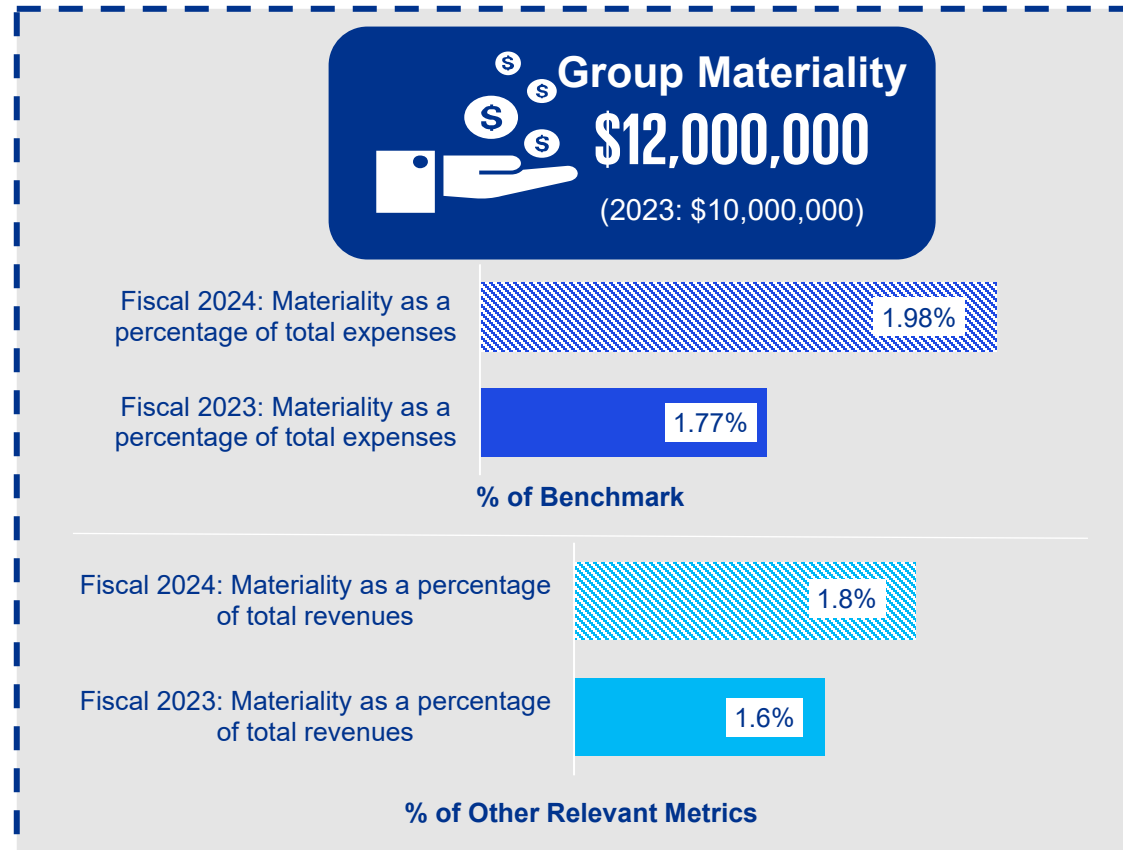 Group Materiality
$12,000,000
(2023: $10,000,000)
$
$
$
$
Fiscal 2024: Materiality as a
percentage of total expenses
1.98%
Fiscal 2023: Materiality as a
percentage of total expenses
1.77%
% of Benchmark
Fiscal 2024: Materiality as a percentage
of total revenues
1.8%
Fiscal 2023: Materiality as a percentage
of total revenues
1.6%
% of Other Relevant Metrics